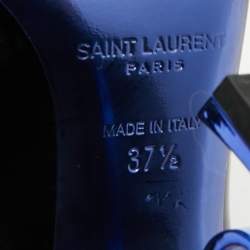 SAINT LAURENT
PARIS
MADE IN ITALY
37½